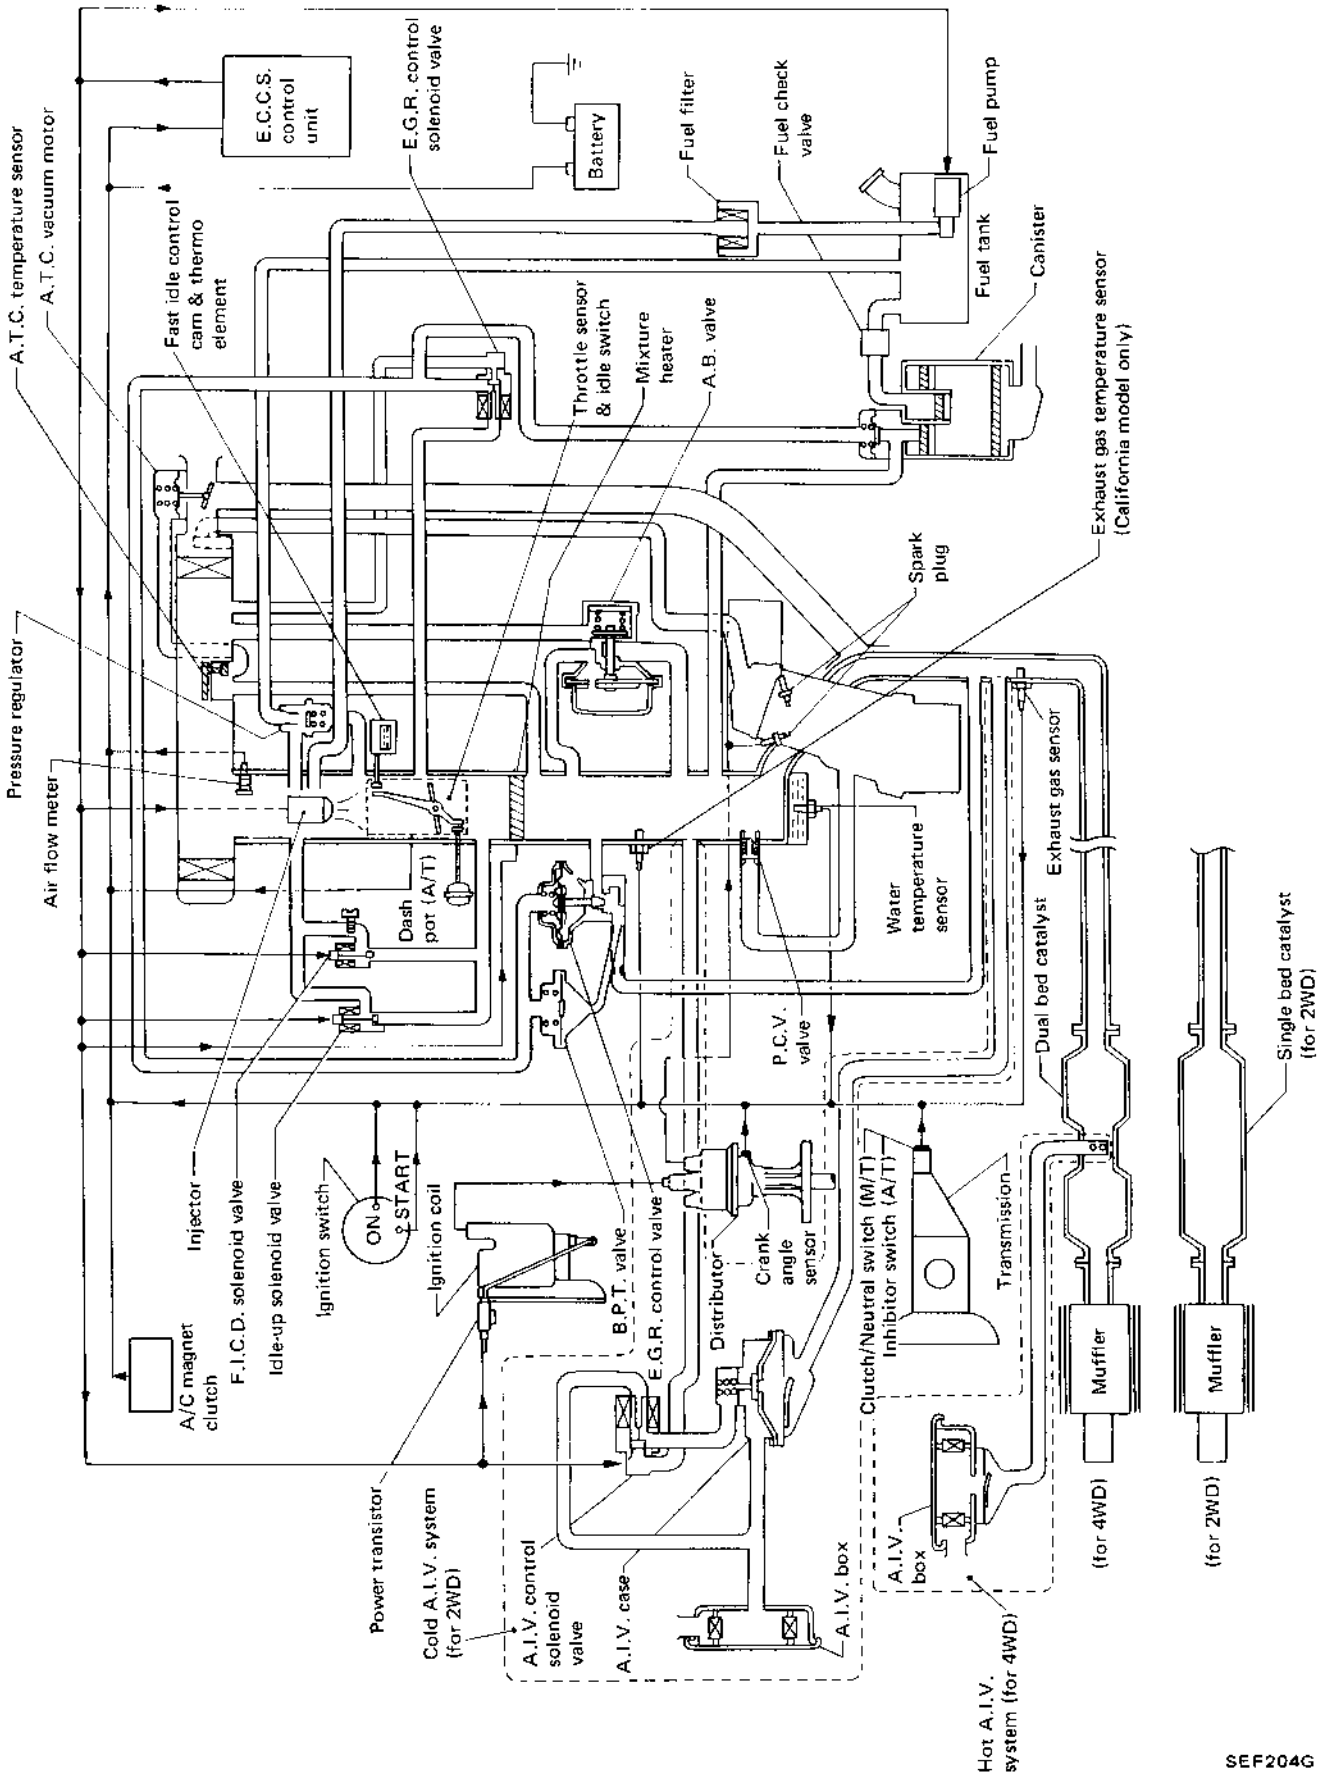 A.T.C. temperature sensor
A.T.C. vacuum motor
Fast idle control
cam & thermo
element
E.C.C.S.
control
unit
E.G.R. control
solenoid valve
Battery
Fuel filter
Fuel check
valve
Fuel pump
Fuel tank
Canister
Throttle sensor
& idle switch
Mixture
heater
A.B. valve
Exhaust gas temperature sensor
(California model only)
Spark
plug
Pressure regulator
Air flow meter
Dash
pot (A/T)
Water
temperature
sensor
Exhaust gas sensor
P.C.V.
valve
Dual bed catalyst
Single bed catalyst
(for 2WD)
Injector
F.I.C.D. solenoid valve
Idle-up solenoid valve
Ignition switch
ON
START
Ignition coil
B.P.T. valve
E.G.R. control valve
Distributor
Crank
angle
sensor
Clutch/Neutral switch (M/T)
Inhibitor switch (A/T)
Transmission
A/C magnet
clutch
Power transistor
Cold A.I.V. system
(for 2WD)
A.I.V. control
solenoid
valve
A.I.V. case
A.I.V. box
A.I.V.
box
Hot A.I.V.
system (for 4WD)
Muffler
(for 4WD)
Muffler
(for 2WD)
SEF204G